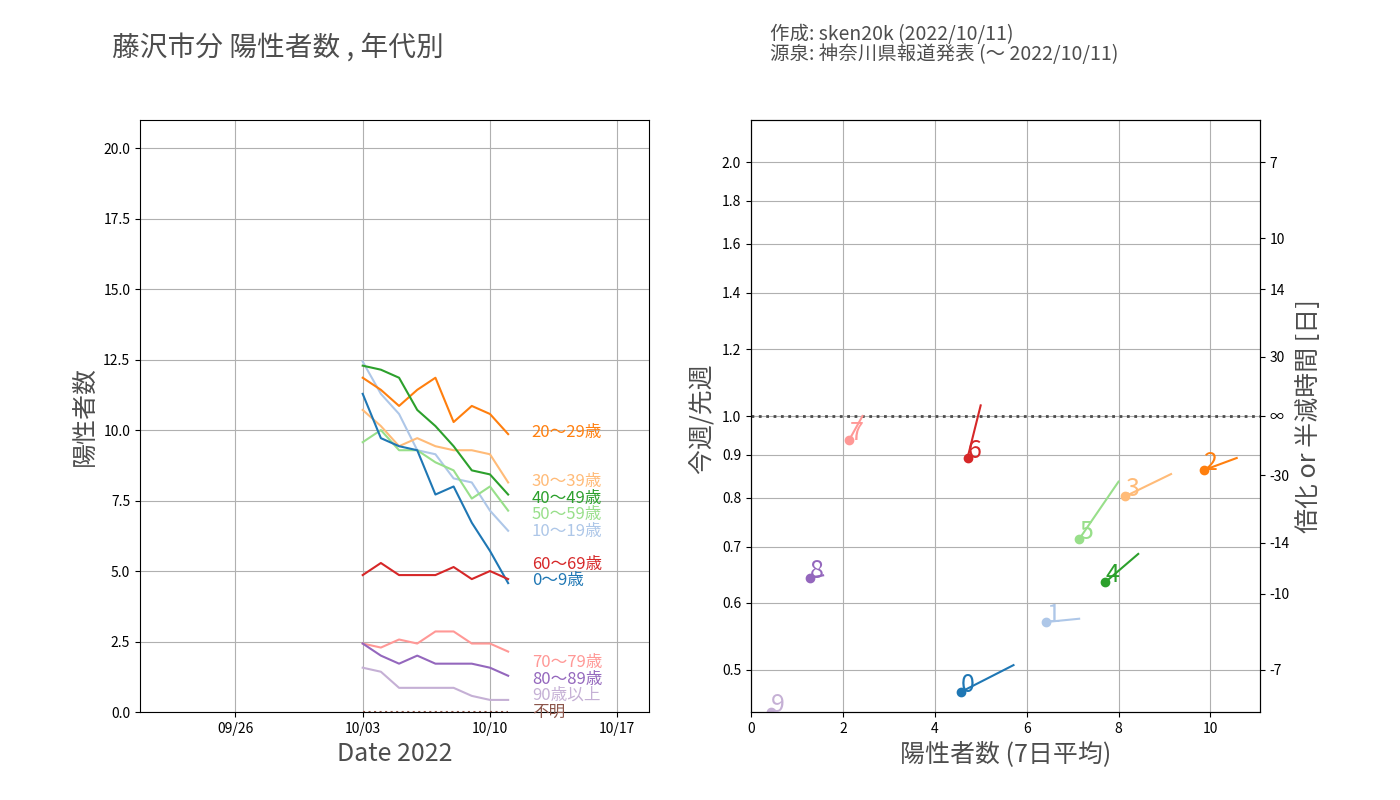 藤沢市分 陽性者数 , 年代別
作成: sken20k (2022/10/11)
源泉: 神奈川県報道発表 (〜 2022/10/11)
陽性者数
20.0
17.5
15.0
12.5
10.0
7.5
5.0
2.5
0.0
09/26
10/03
10/10
10/17
Date 2022
20〜29歳
30〜39歳
40〜49歳
50〜59歳
10〜19歳
60〜69歳
0〜9歳
70〜79歳
80〜89歳
90歳以上
不明
今週/先週
2.0
1.8
1.6
1.4
1.2
1.0
0.9
0.8
0.7
0.6
0.5
7
6
2
3
5
8
4
1
0
9
0
2
4
6
8
10
陽性者数 (7日平均)
7
10
14
30
∞
-30
-14
-10
-7
倍化 or 半減時間 [日]